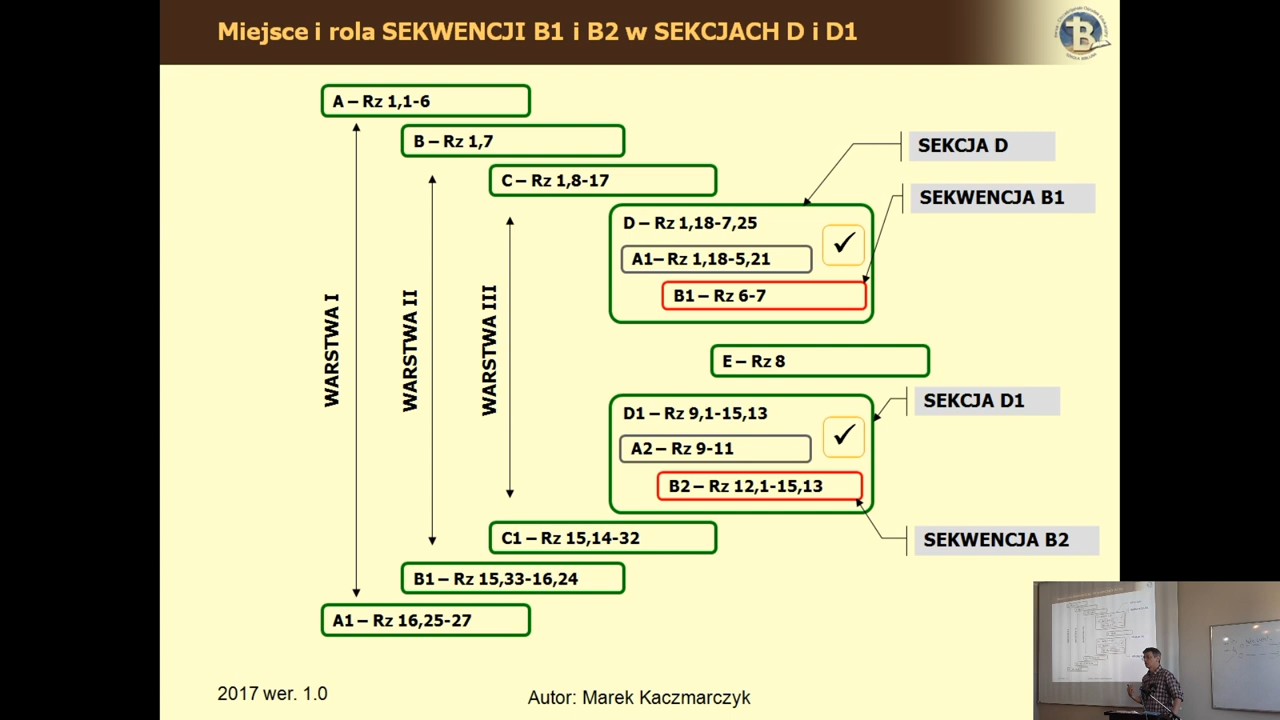 Miejsce i rola SEKWENCJI B1 i B2 w SEKCJACH D i D1
A – Rz 1,1-6
B – Rz 1,7
C – Rz 1,8-17
SEKCJA D
SEKWENCJA B1
D – Rz 1,18-7,25
A1– Rz 1,18-5,21
B1 – Rz 6-7
WARSTWA I
WARSTWA II
WARSTWA III
E – Rz 8
SEKCJA D1
D1 – Rz 9,1-15,13
A2 – Rz 9-11
B2 – Rz 12,1-15,13
SEKWENCJA B2
C1 – Rz 15,14-32
B1 – Rz 15,33-16,24
A1 – Rz 16,25-27
2017 wer. 1.0
Autor: Marek Kaczmarczyk